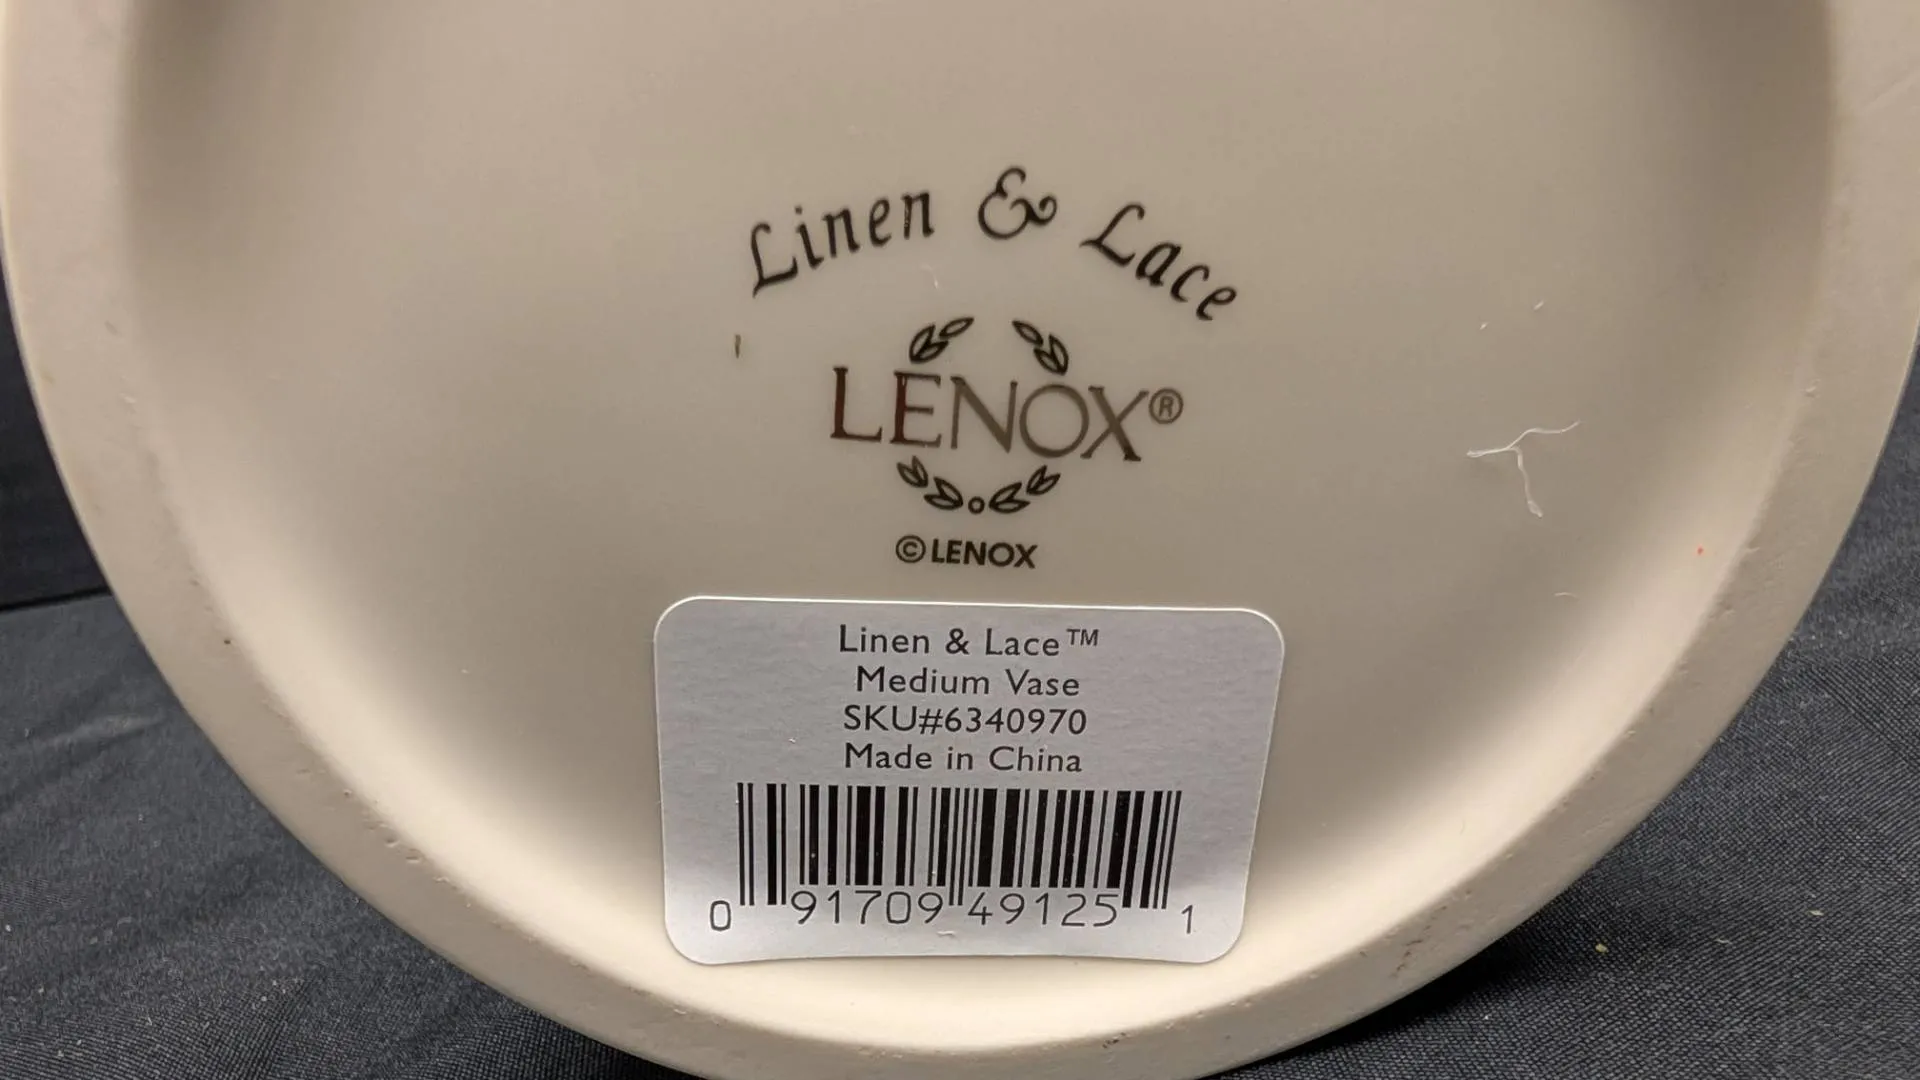 Linen & Lace
LENOX®
© LENOX
Linen & Lace™
Medium Vase
SKU#6340970
Made in China
0 91709 49125 1